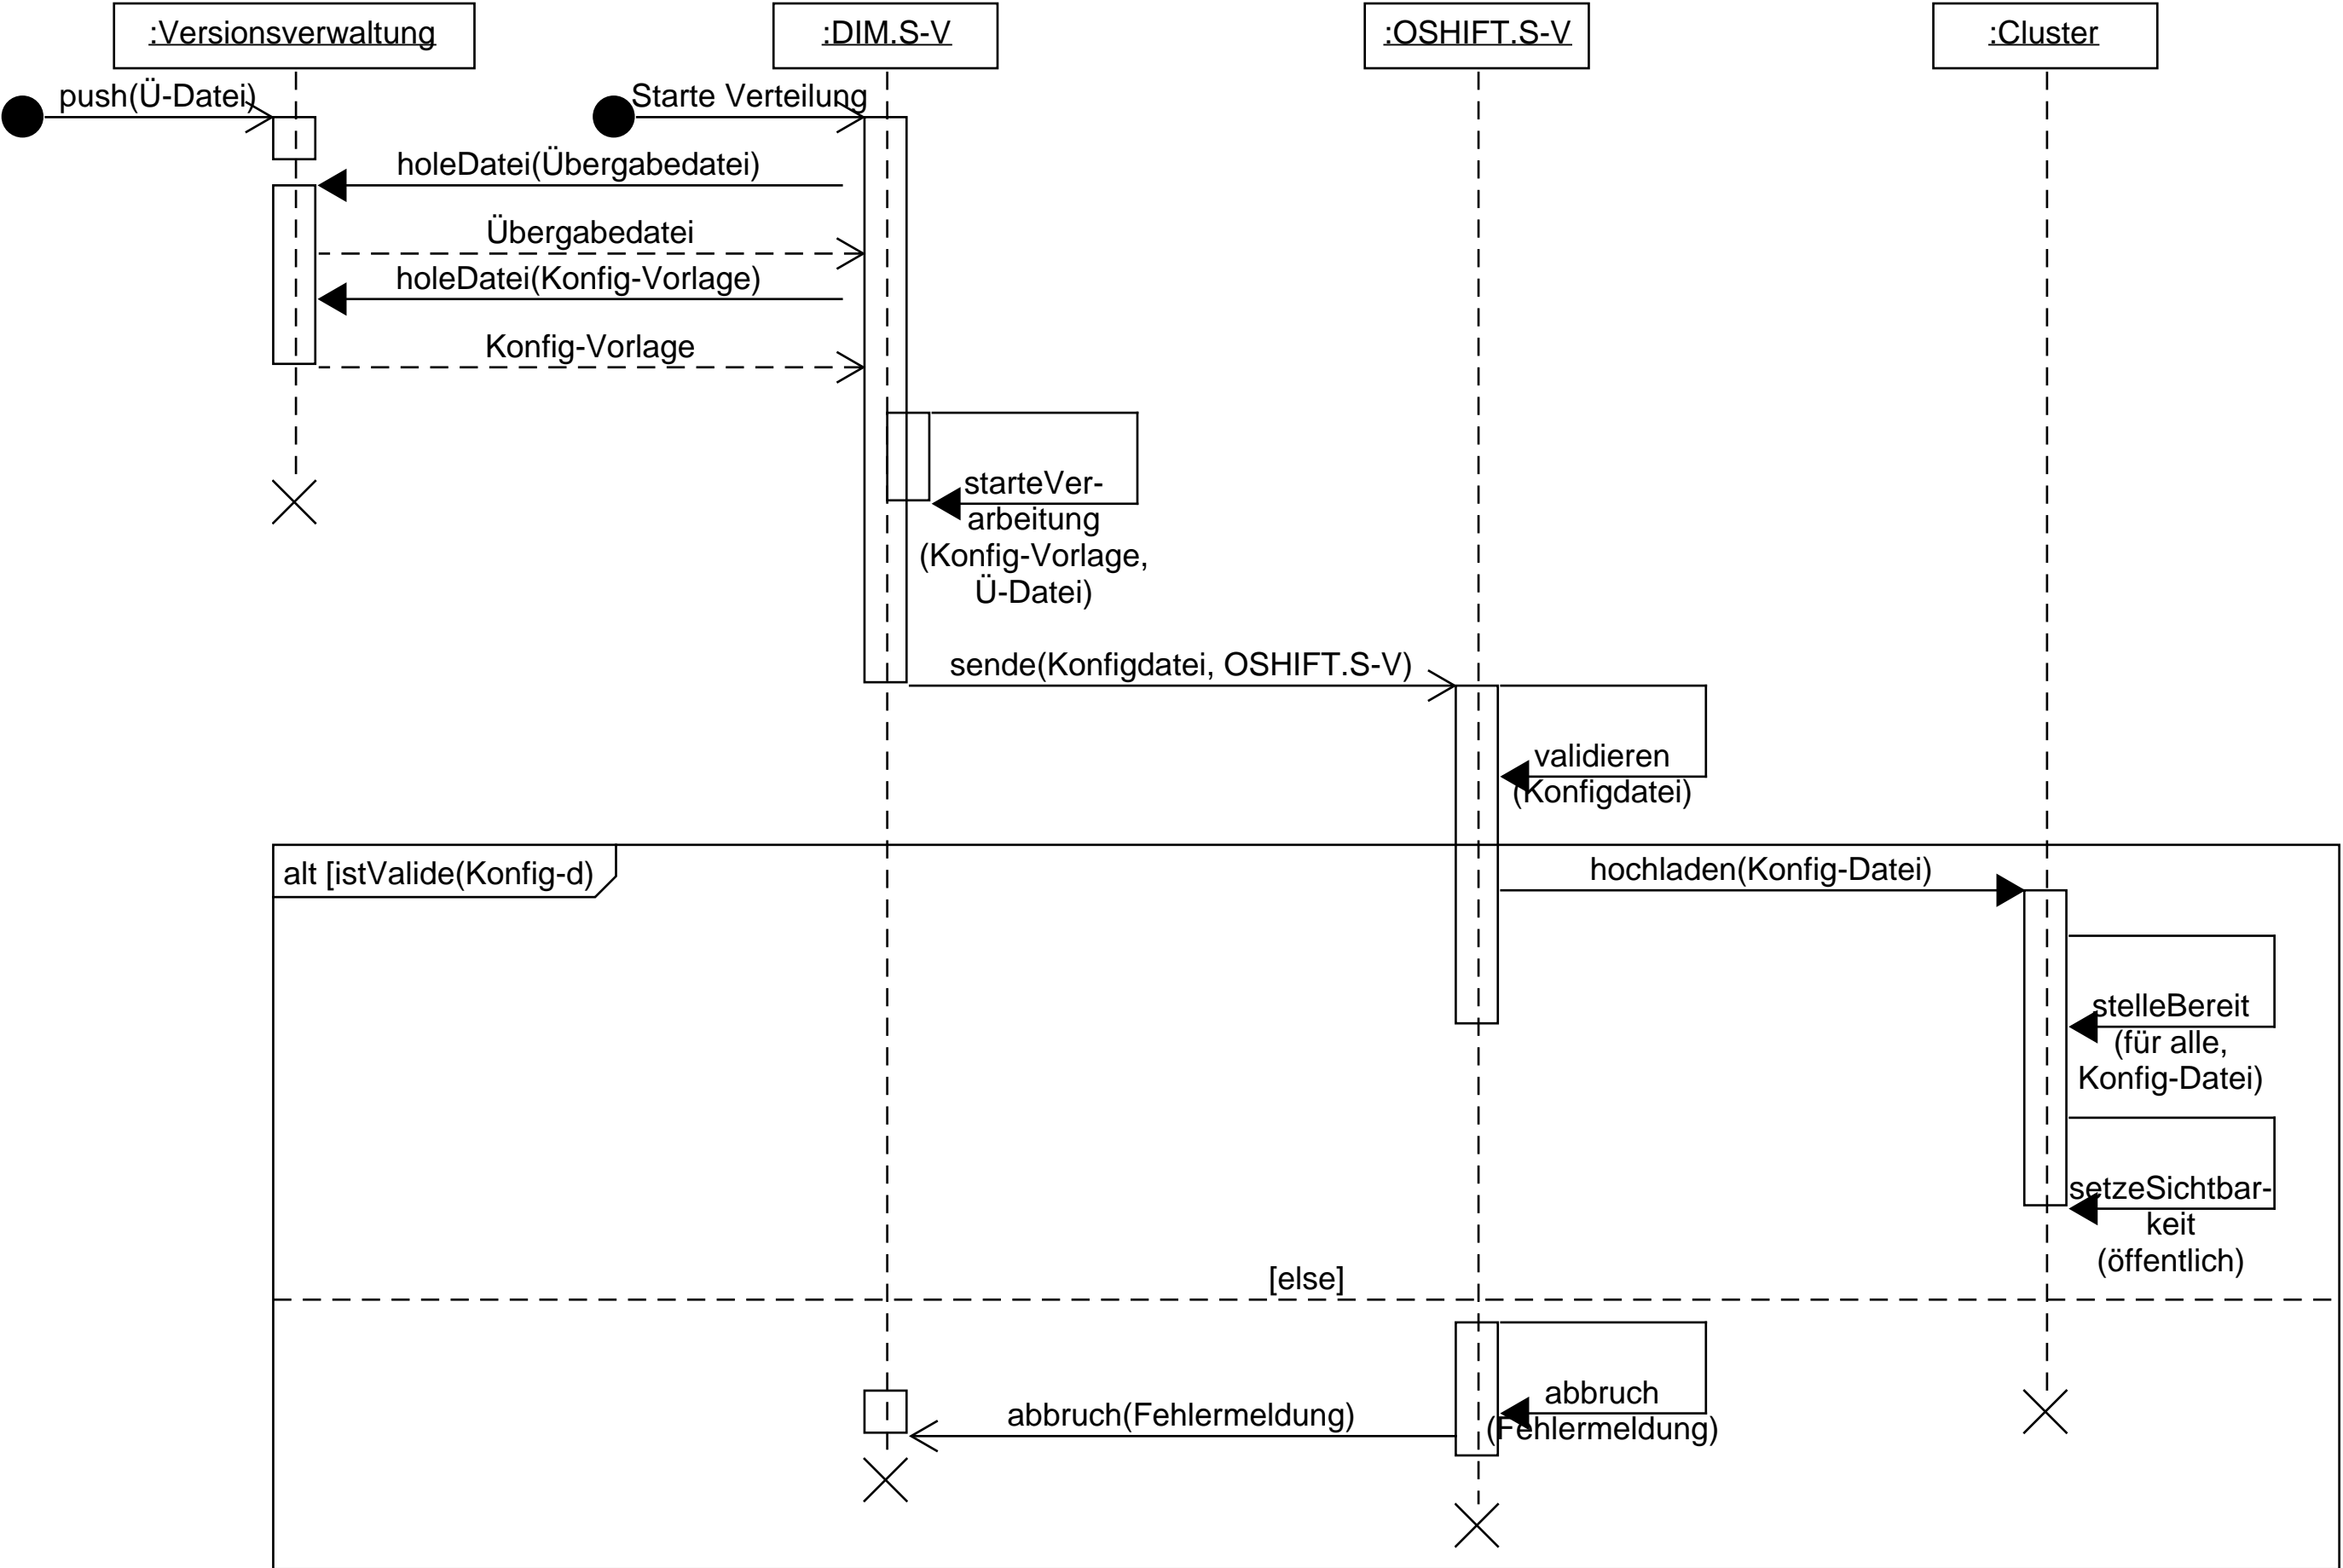 :Versionsverwaltung
:DIM.S-V
:OSHIFT.S-V
:Cluster
push(Ü-Datei)
Starte Verteilung
holeDatei(Übergabedatei)
Übergabedatei
holeDatei(Konfig-Vorlage)
Konfig-Vorlage
starteVer-
arbeitung
(Konfig-Vorlage,
Ü-Datei)
sende(Konfigdatei, OSHIFT.S-V)
validieren
(Konfigdatei)
alt [istValide(Konfig-d)
hochladen(Konfig-Datei)
stelleBereit
(für alle,
Konfig-Datei)
setzeSichtbar-
keit
(öffentlich)
[else]
abbruch
(Fehlermeldung)
abbruch(Fehlermeldung)